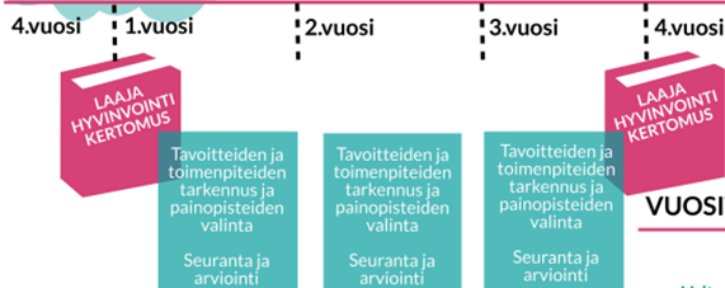 4.vuosi
1.vuosi
2.vuosi
3.vuosi
4.vuosi
LAAJA
HYVINVOINTI
KERTOMUS
Tavoitteiden ja
toimenpiteiden
tarkennus ja
painopisteiden
valinta
Seuranta ja
arviointi
Tavoitteiden ja
toimenpiteiden
tarkennus ja
painopisteiden
valinta
Seuranta ja
arviointi
Tavoitteiden ja
toimenpiteiden
tarkennus ja
painopisteiden
valinta
Seuranta ja
arviointi
LAAJA
HYVINVOINTI
KERTOMUS
VUOSI